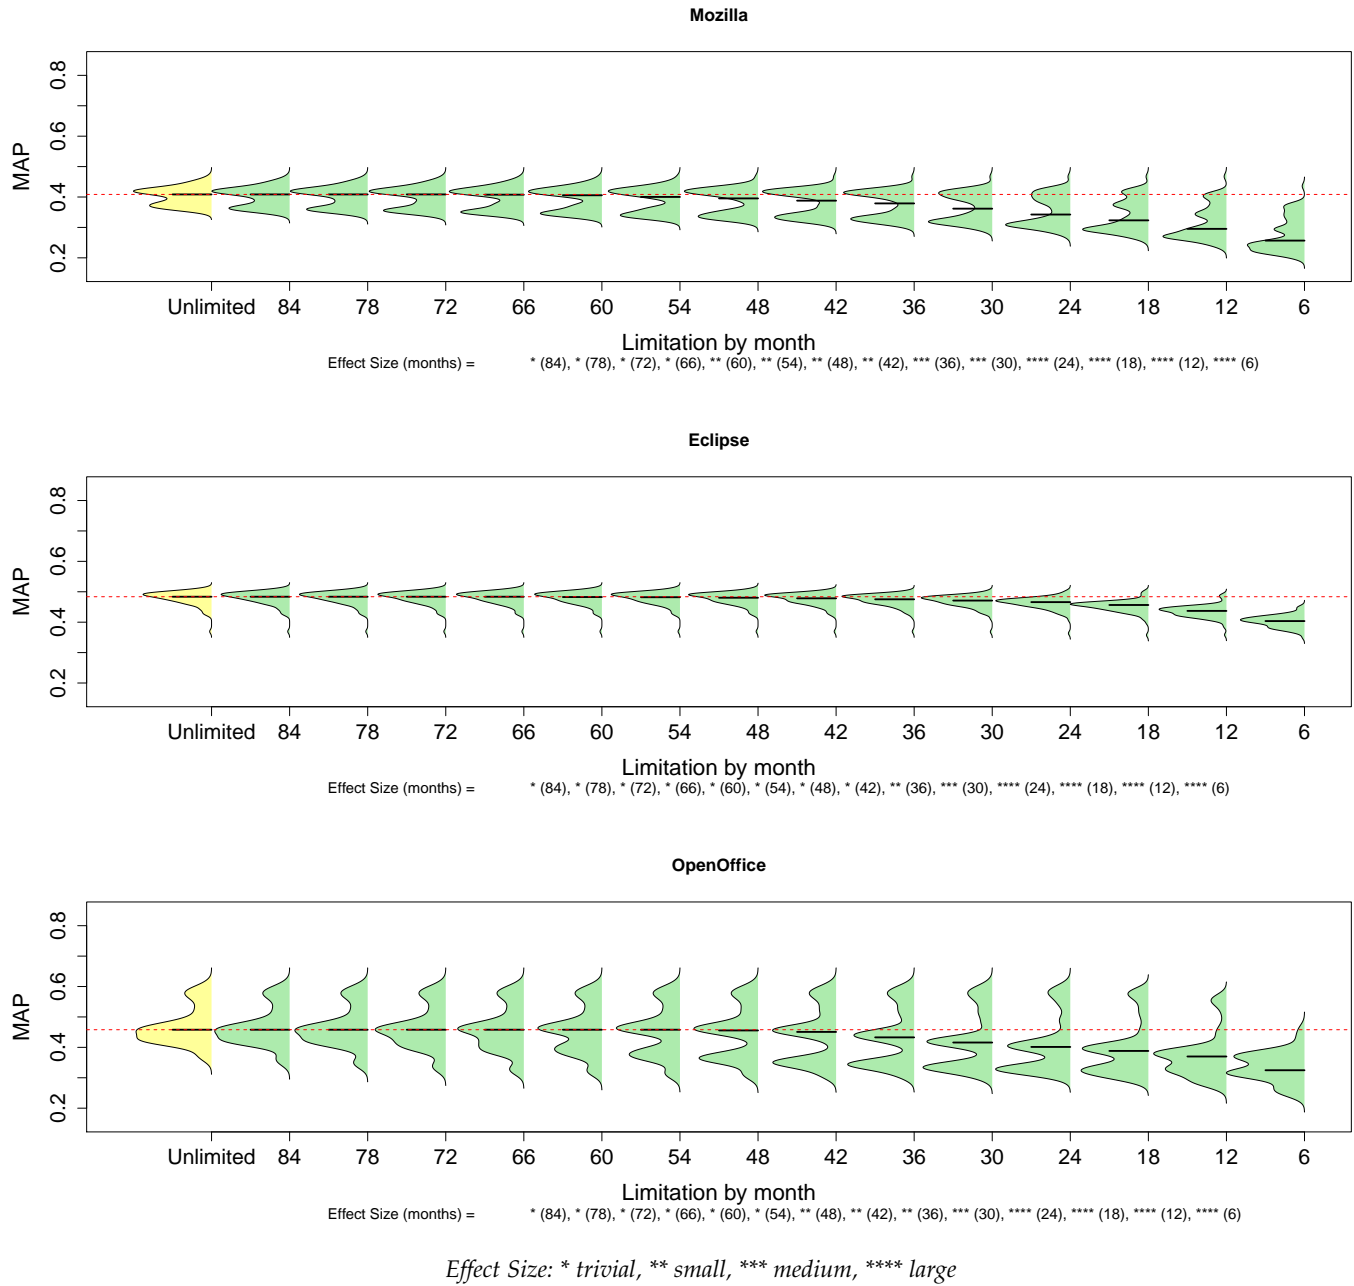 Mozilla
0.8
0.6
0.4
0.2
MAP
Unlimited 84 78 72 66 60 54 48 42 36 30 24 18 12 6
Limitation by month
Effect Size (months) = * (84), * (78), * (72), * (66), ** (60), ** (54), ** (48), ** (42), *** (36), *** (30), **** (24), **** (18), **** (12), **** (6)
Eclipse
0.8
0.6
0.4
0.2
MAP
Unlimited 84 78 72 66 60 54 48 42 36 30 24 18 12 6
Limitation by month
Effect Size (months) = * (84), * (78), * (72), * (66), * (60), * (54), * (48), * (42), ** (36), *** (30), **** (24), **** (18), **** (12), **** (6)
OpenOffice
0.8
0.6
0.4
0.2
MAP
Unlimited 84 78 72 66 60 54 48 42 36 30 24 18 12 6
Limitation by month
Effect Size (months) = * (84), * (78), * (72), * (66), * (60), * (54), ** (48), ** (42), ** (36), *** (30), **** (24), **** (18), **** (12), **** (6)
Effect Size: * trivial, ** small, *** medium, **** large